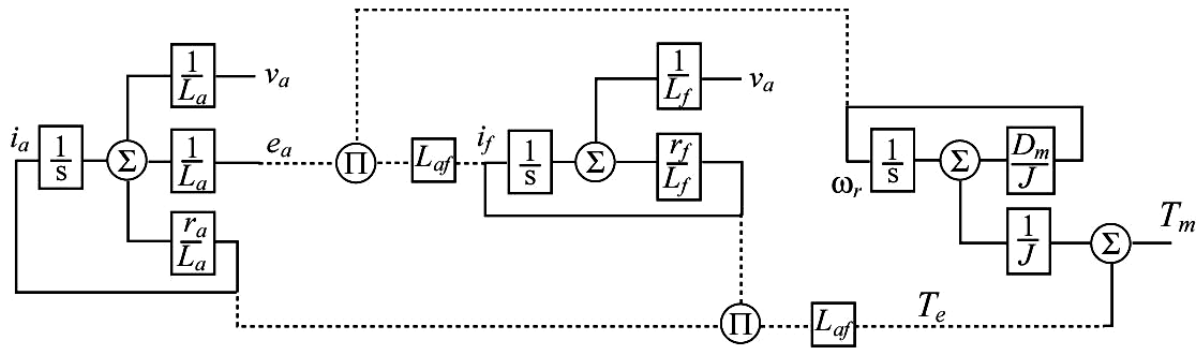 1/L_a v_a
1/L_f v_a
i_a 1/s Σ 1/L_a e_a Π L_af i_f 1/s Σ r_f/L_f
ω_r 1/s Σ D_m/J
r_a/L_a
1/J Σ T_m
Π L_af T_e